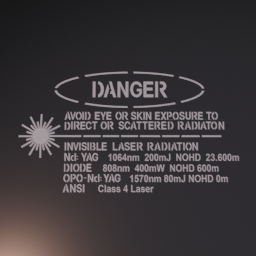 DANGER
AVOID EYE OR SKIN EXPOSURE TO
DIRECT OR SCATTERED RADIATON
INVISIBLE LASER RADIATION
Nd: YAG 1064nm 200mJ NOHD 23.600m
DIODE 808nm 400mW NOHD 600m
OPO-Nd: YAG 1570nm 80mJ NOHD 0m
ANSI Class 4 Laser